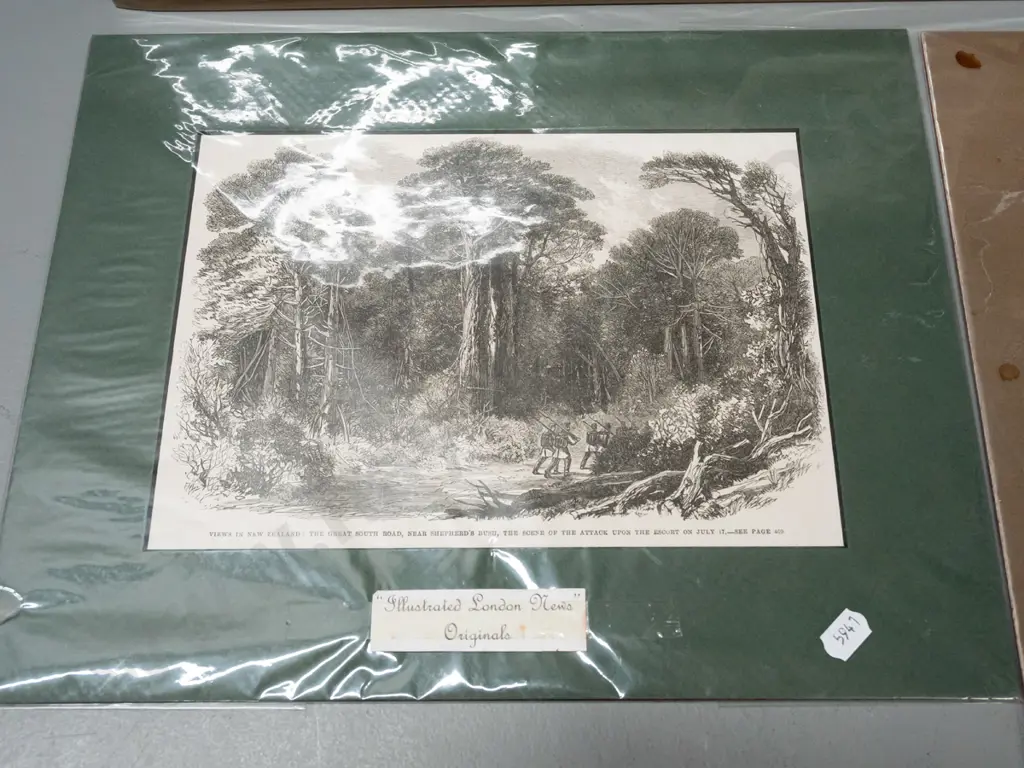 VIEWS IN NEW ZEALAND: THE GREAT SOUTH ROAD, NEAR SHEPHERD'S BUSH, THE SCENE OF THE ATTACK UPON THE ESCORT ON JULY 17.—SEE PAGE
"Illustrated London News"
Originals